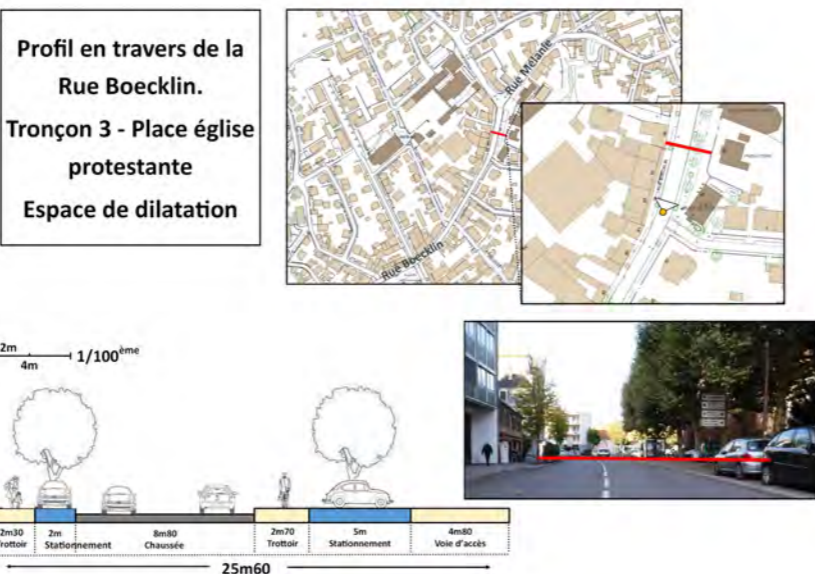 Profil en travers de la
Rue Boecklin.
Tronçon 3 - Place église
protestante
Espace de dilatation
Rue Mélanie
Rue Boecklin
2m
4m
1/100ème
2m30
Trottoir
2m
Stationnement
8m80
Chaussée
2m70
Trottoir
5m
Stationnement
4m80
Voie d'accès
25m60